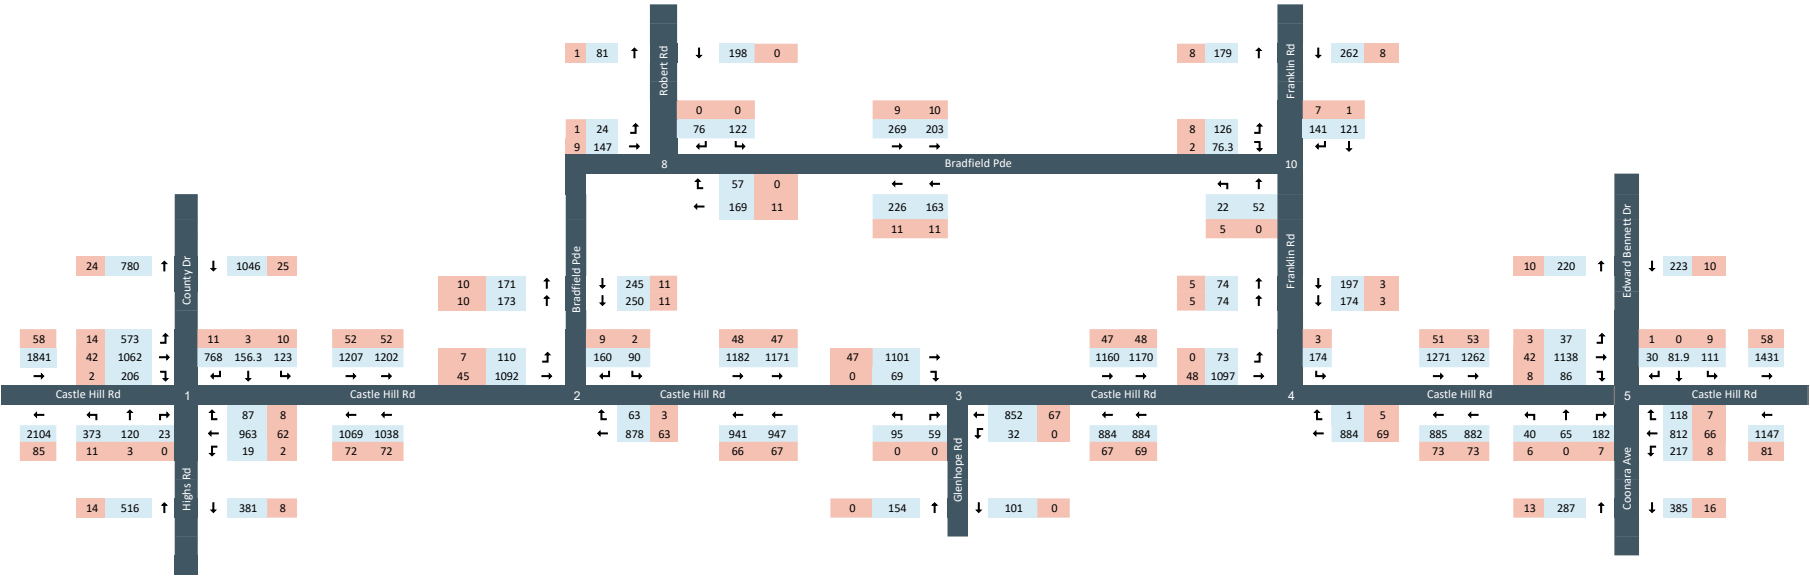 1 81 ↑ ↓ 198 0
8 179 ↑ ↓ 262 8
Robert Rd
Franklin Rd
0 0
9 10
7 1
1 24
76 122
269 203
8 126
141 121
9 147 →
→ →
2 76.3
↓
8
Bradfield Pde
10
57 0
← ←
↑
← 169 11
226 163
22 52
11 11
5 0
24 780 ↑ ↓ 1046 25
County Dr
Bradfield Pde
10 171 ↑ ↓ 245 11
10 173 ↑ ↓ 250 11
Franklin Rd
5 74 ↑ ↓ 197 3
5 74 ↑ ↓ 174 3
10 220 ↑ ↓ 223 10
Edward Bennett Dr
58
14 573
11 3 10
52 52
9 2
48 47
47 48
3
51 53
3 37
1 0 9
58
1841
42 1062 →
768 156.3 123
1207 1202
7 110
160 90
1182 1171
47 1101 →
1160 1170
0 73
174
1271 1262
42 1138 →
30 81.9 111
1431
→
2 206
↓
→ →
45 1092 →
→ →
0 69
→ →
48 1097 →
→ →
8 86
↓
→
Castle Hill Rd 1 Castle Hill Rd 2 Castle Hill Rd 3 Castle Hill Rd 4 Castle Hill Rd 5 Castle Hill Rd
←
↑
87 8
← ←
63 3
← ←
← 852 67
← ←
1 5
← ←
↑
118 7
←
2104
373 120 23
← 963 62
1069 1038
← 878 63
941 947
95 59
32 0
884 884
← 884 69
885 882
40 65 182
← 812 66
1147
85
11 3 0
19 2
72 72
66 67
0 0
67 69
73 73
6 0 7
217 8
81
Highs Rd
Glenhope Rd
Coonara Ave
14 516 ↑ ↓ 381 8
0 154 ↑ ↓ 101 0
13 287 ↑ ↓ 385 16